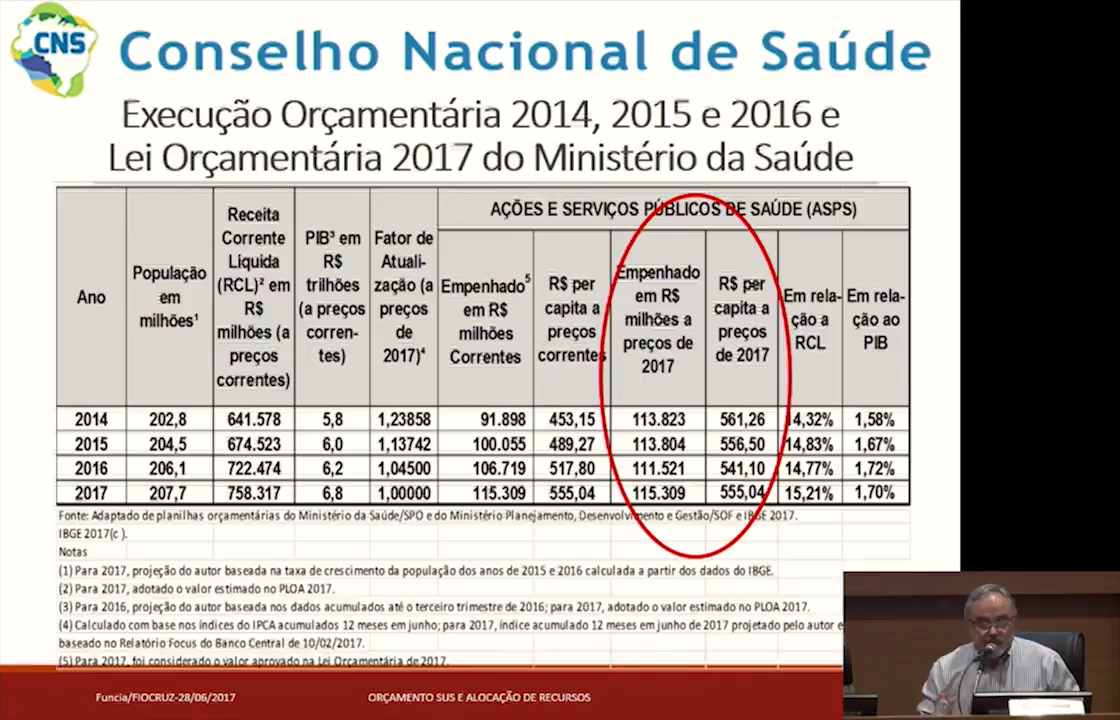 CNS
Conselho Nacional de Saúde
Execução Orçamentária 2014, 2015 e 2016 e
Lei Orçamentária 2017 do Ministério da Saúde
Ano
População em milhões¹
Receita Corrente Líquida (RCL)² em R$ milhões (a preços correntes)
PIB³ em R$ trilhões (a preços corren-tes)
Fator de Atuali-zação (a preços de 2017)⁴
AÇÕES E SERVIÇOS PÚBLICOS DE SAÚDE (ASPS)
Empenhado⁵ em R$ milhões Correntes
R$ per capita a preços correntes
Empenhado em R$ milhões a preços de 2017
R$ per capita a preços de 2017
Em rela-ção a RCL
Em rela-ção ao PIB
2014 202,8 641.578 5,8 1,23858 91.898 453,15 113.823 561,26 14,32% 1,58%
2015 204,5 674.523 6,0 1,13742 100.055 489,27 113.804 556,50 14,83% 1,67%
2016 206,1 722.474 6,2 1,04500 106.719 517,80 111.521 541,10 14,77% 1,72%
2017 207,7 758.317 6,8 1,00000 115.309 555,04 115.309 555,04 15,21% 1,70%
Fonte: Adaptado de planilhas orçamentárias do Ministério da Saúde/SPO e do Ministério Planejamento, Desenvolvimento e Gestão/SOF e IBGE 2017.
IBGE 2017(c ).
Notas
(1) Para 2017, projeção do autor baseada na taxa de crescimento da população dos anos de 2015 e 2016 calculada a partir dos dados do IBGE.
(2) Para 2017, adotado o valor estimado no PLOA 2017.
(3) Para 2016, projeção do autor baseada nos dados acumulados até o terceiro trimestre de 2016; para 2017, adotado o valor estimado no PLOA 2017.
(4) Calculado com base nos índices do IPCA acumulados 12 meses em junho; para 2017, índice acumulado 12 meses em junho de 2017 projetado pelo autor e
baseado no Relatório Focus do Banco Central de 10/02/2017.
(5) Para 2017, foi considerado o valor aprovado na Lei Orçamentária de 2017.
Funcia/FIOCRUZ-28/06/2017
ORÇAMENTO SUS E ALOCAÇÃO DE RECURSOS